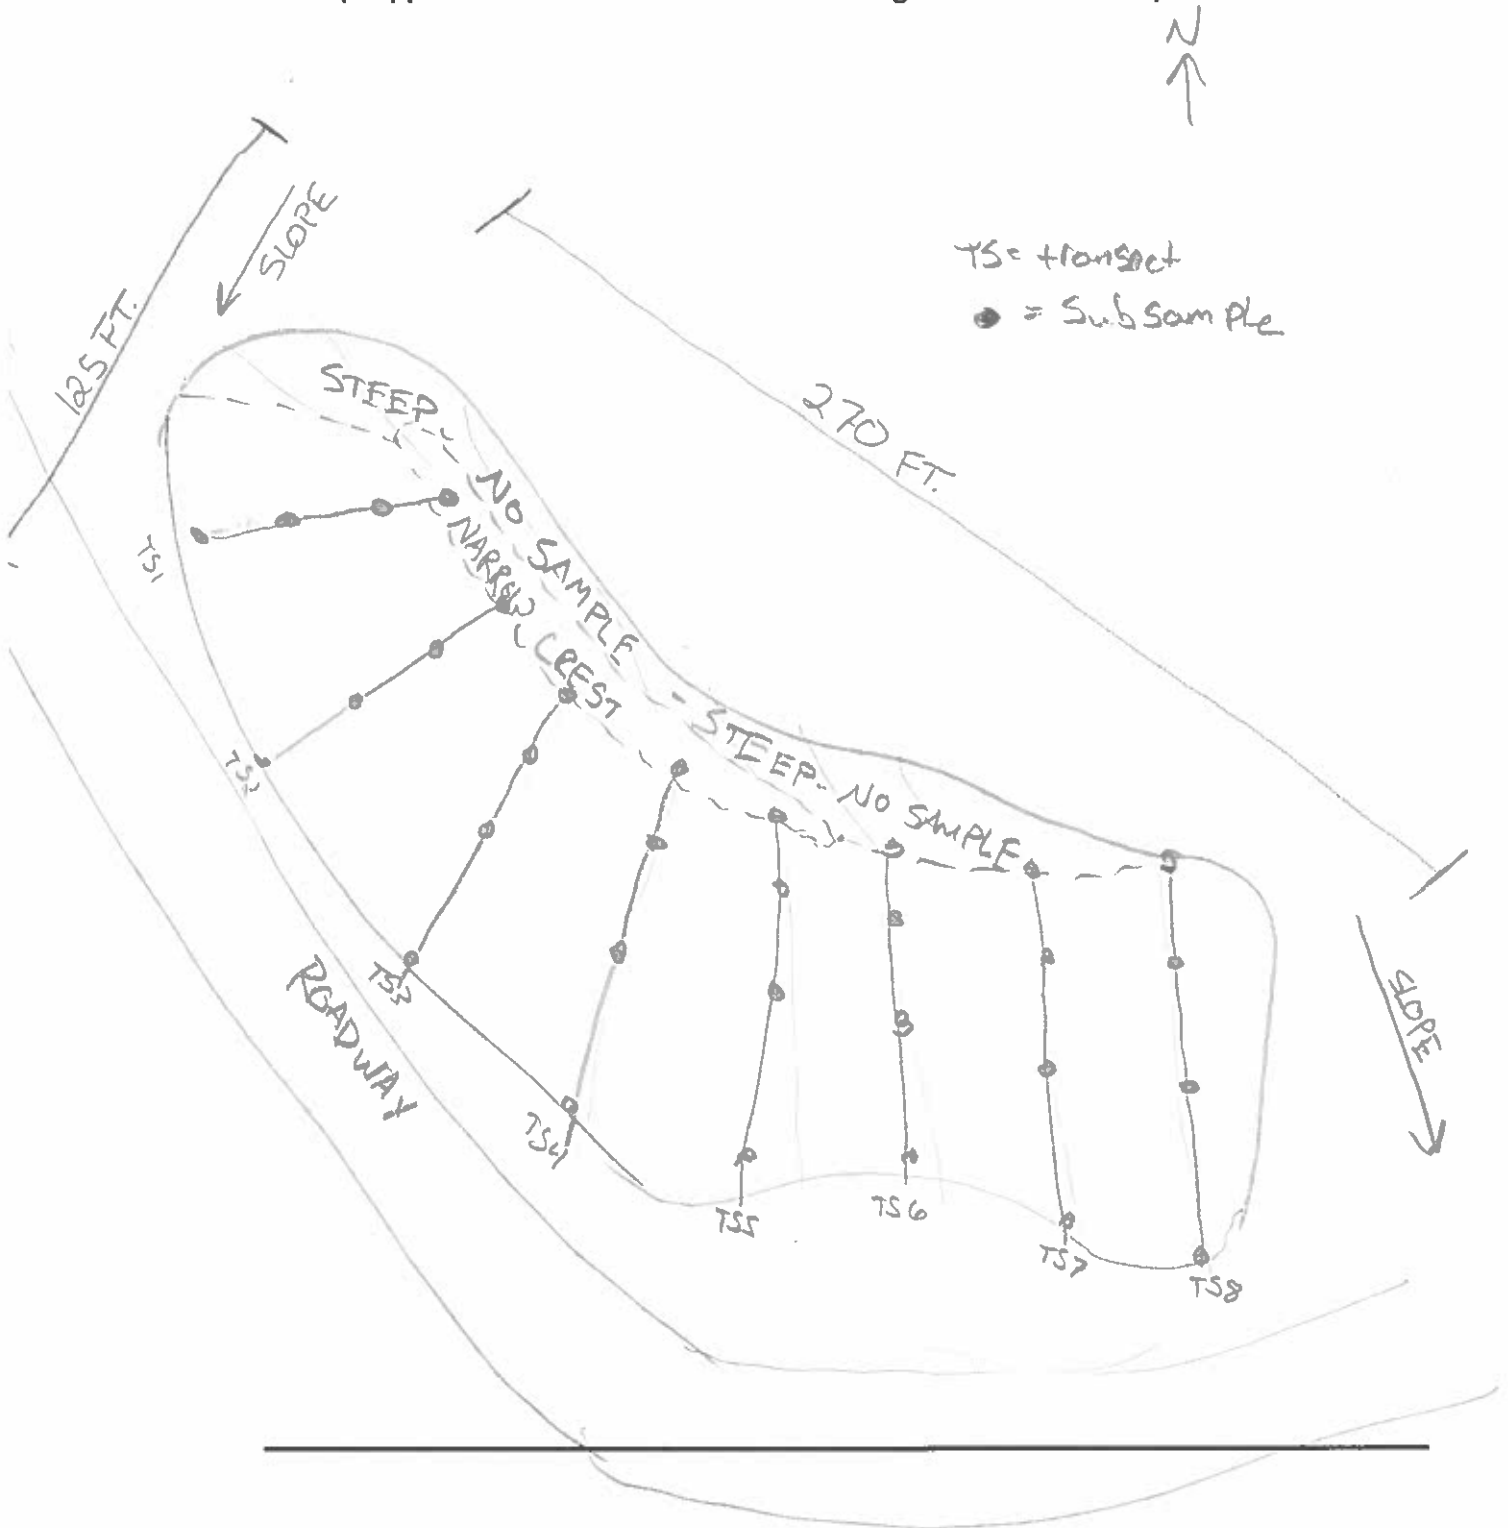 N
SLOPE
125 FT.
TS= transect
= Subsample
270 FT.
STEEP - NO SAMPLE - STEEP - NO SAMPLE
NARROW CREST
TS1
TS2
TS3
TS4
TS5
TS6
TS7
TS8
ROADWAY
SLOPE